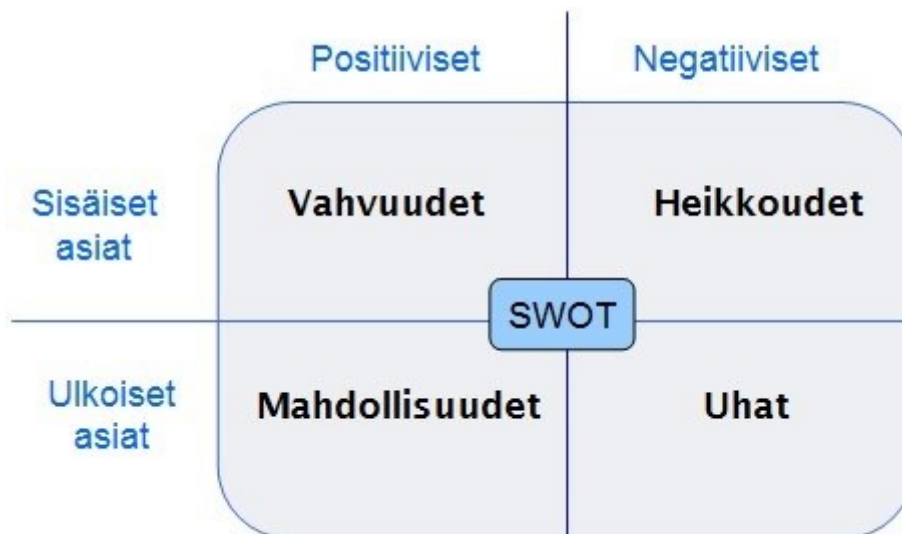 Positiiviset Negatiiviset
Sisäiset
asiat
Vahvuudet Heikkoudet
SWOT
Ulkoiset
asiat
Mahdollisuudet Uhat